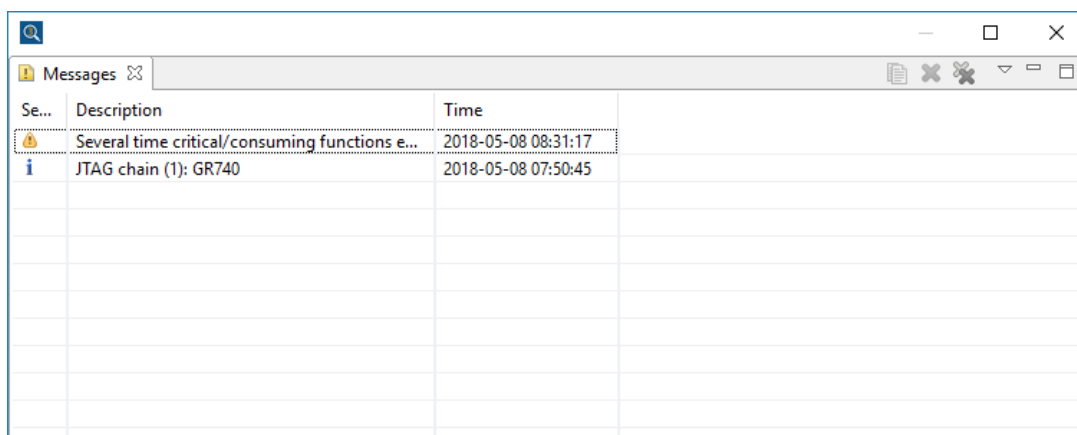 Messages
Se... Description Time
Several time critical/consuming functions e... 2018-05-08 08:31:17
JTAG chain (1): GR740 2018-05-08 07:50:45